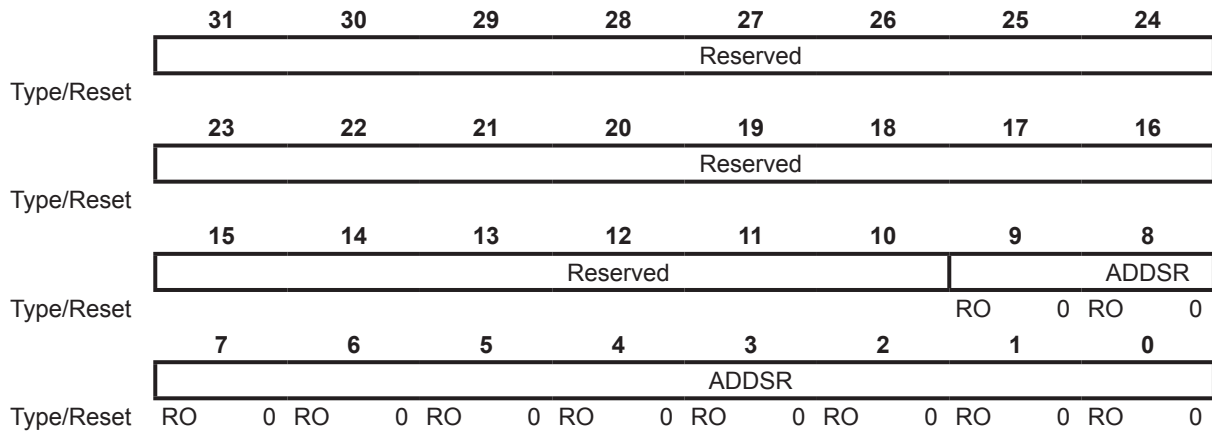 31 30 29 28 27 26 25 24
Reserved
Type/Reset
23 22 21 20 19 18 17 16
Reserved
Type/Reset
15 14 13 12 11 10 9 8
Reserved ADDSR
Type/Reset RO 0 RO 0
7 6 5 4 3 2 1 0
ADDSR
Type/Reset RO 0 RO 0 RO 0 RO 0 RO 0 RO 0 RO 0 RO 0